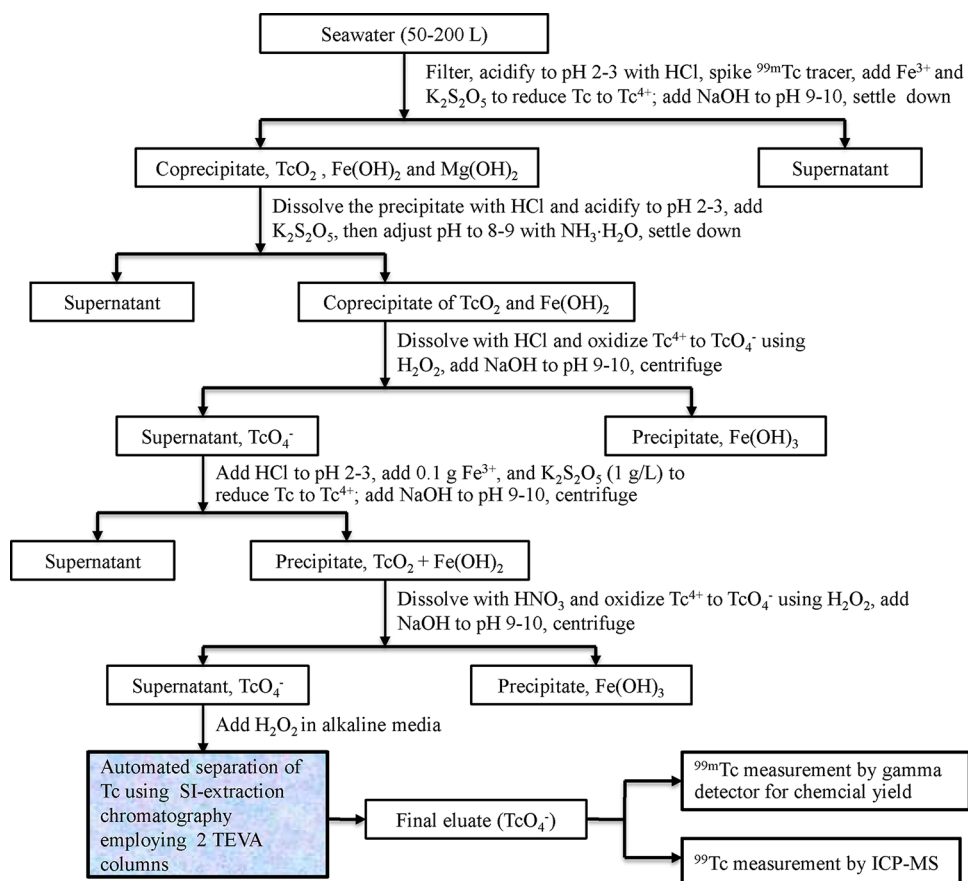 Seawater (50-200 L)
Filter, acidify to pH 2-3 with HCl, spike ⁹⁹ᵐTc tracer, add Fe³⁺ and
K₂S₂O₅ to reduce Tc to Tc⁴⁺; add NaOH to pH 9-10, settle down
Coprecipitate, TcO₂ , Fe(OH)₂ and Mg(OH)₂
Supernatant
Dissolve the precipitate with HCl and acidify to pH 2-3, add
K₂S₂O₅, then adjust pH to 8-9 with NH₃·H₂O, settle down
Supernatant
Coprecipitate of TcO₂ and Fe(OH)₂
Dissolve with HCl and oxidize Tc⁴⁺ to TcO₄⁻ using
H₂O₂, add NaOH to pH 9-10, centrifuge
Supernatant, TcO₄⁻
Precipitate, Fe(OH)₃
Add HCl to pH 2-3, add 0.1 g Fe³⁺, and K₂S₂O₅ (1 g/L) to
reduce Tc to Tc⁴⁺; add NaOH to pH 9-10, centrifuge
Supernatant
Precipitate, TcO₂ + Fe(OH)₂
Dissolve with HNO₃ and oxidize Tc⁴⁺ to TcO₄⁻ using H₂O₂, add
NaOH to pH 9-10, centrifuge
Supernatant, TcO₄⁻
Precipitate, Fe(OH)₃
Add H₂O₂ in alkaline media
Automated separation of
Tc using SI-extraction
chromatography
employing 2 TEVA
columns
Final eluate (TcO₄⁻)
⁹⁹ᵐTc measurement by gamma
detector for chemcial yield
⁹⁹Tc measurement by ICP-MS